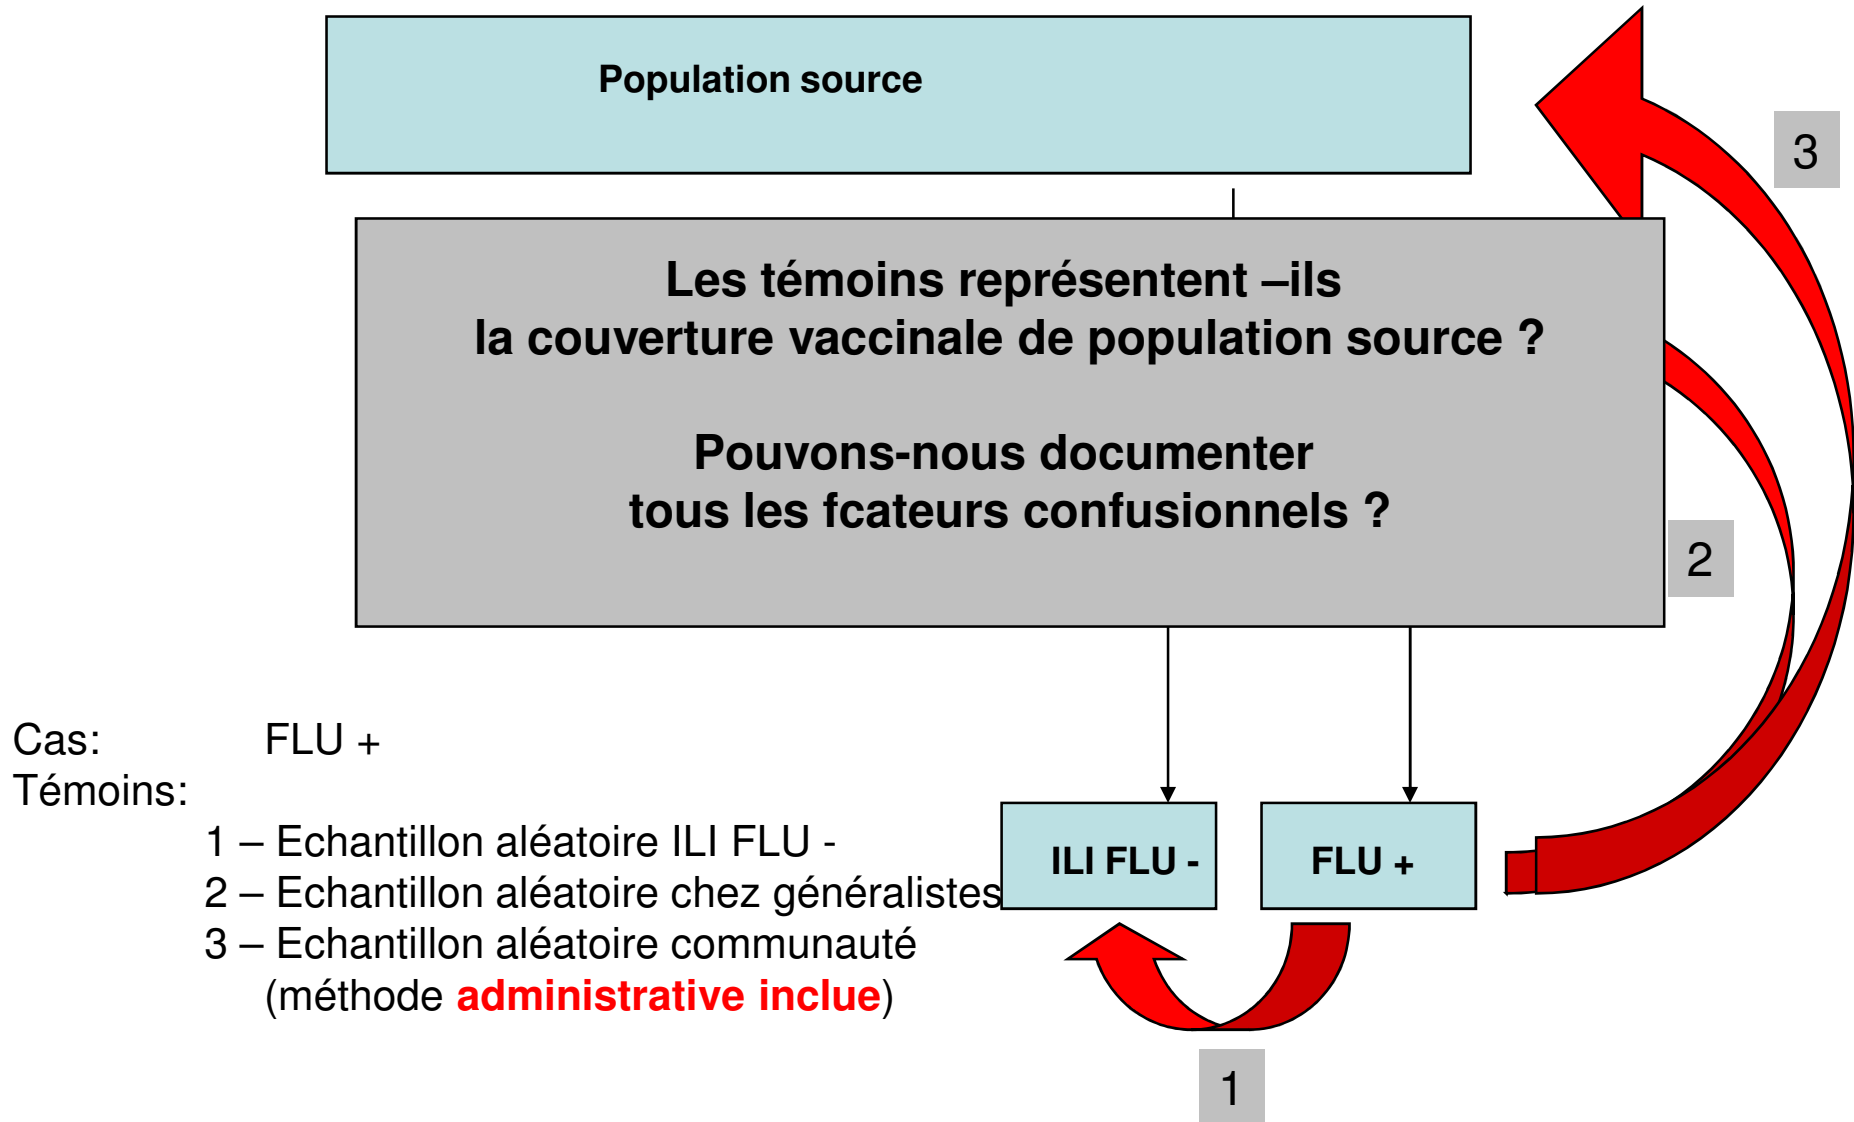 Population source
3
Les témoins représentent –ils
la couverture vaccinale de population source ?
Pouvons-nous documenter
tous les fcateurs confusionnels ?
2
Cas: FLU +
Témoins:
1 – Echantillon aléatoire ILI FLU -
2 – Echantillon aléatoire chez généralistes
3 – Echantillon aléatoire communauté
(méthode administrative inclue)
ILI FLU -
FLU +
1